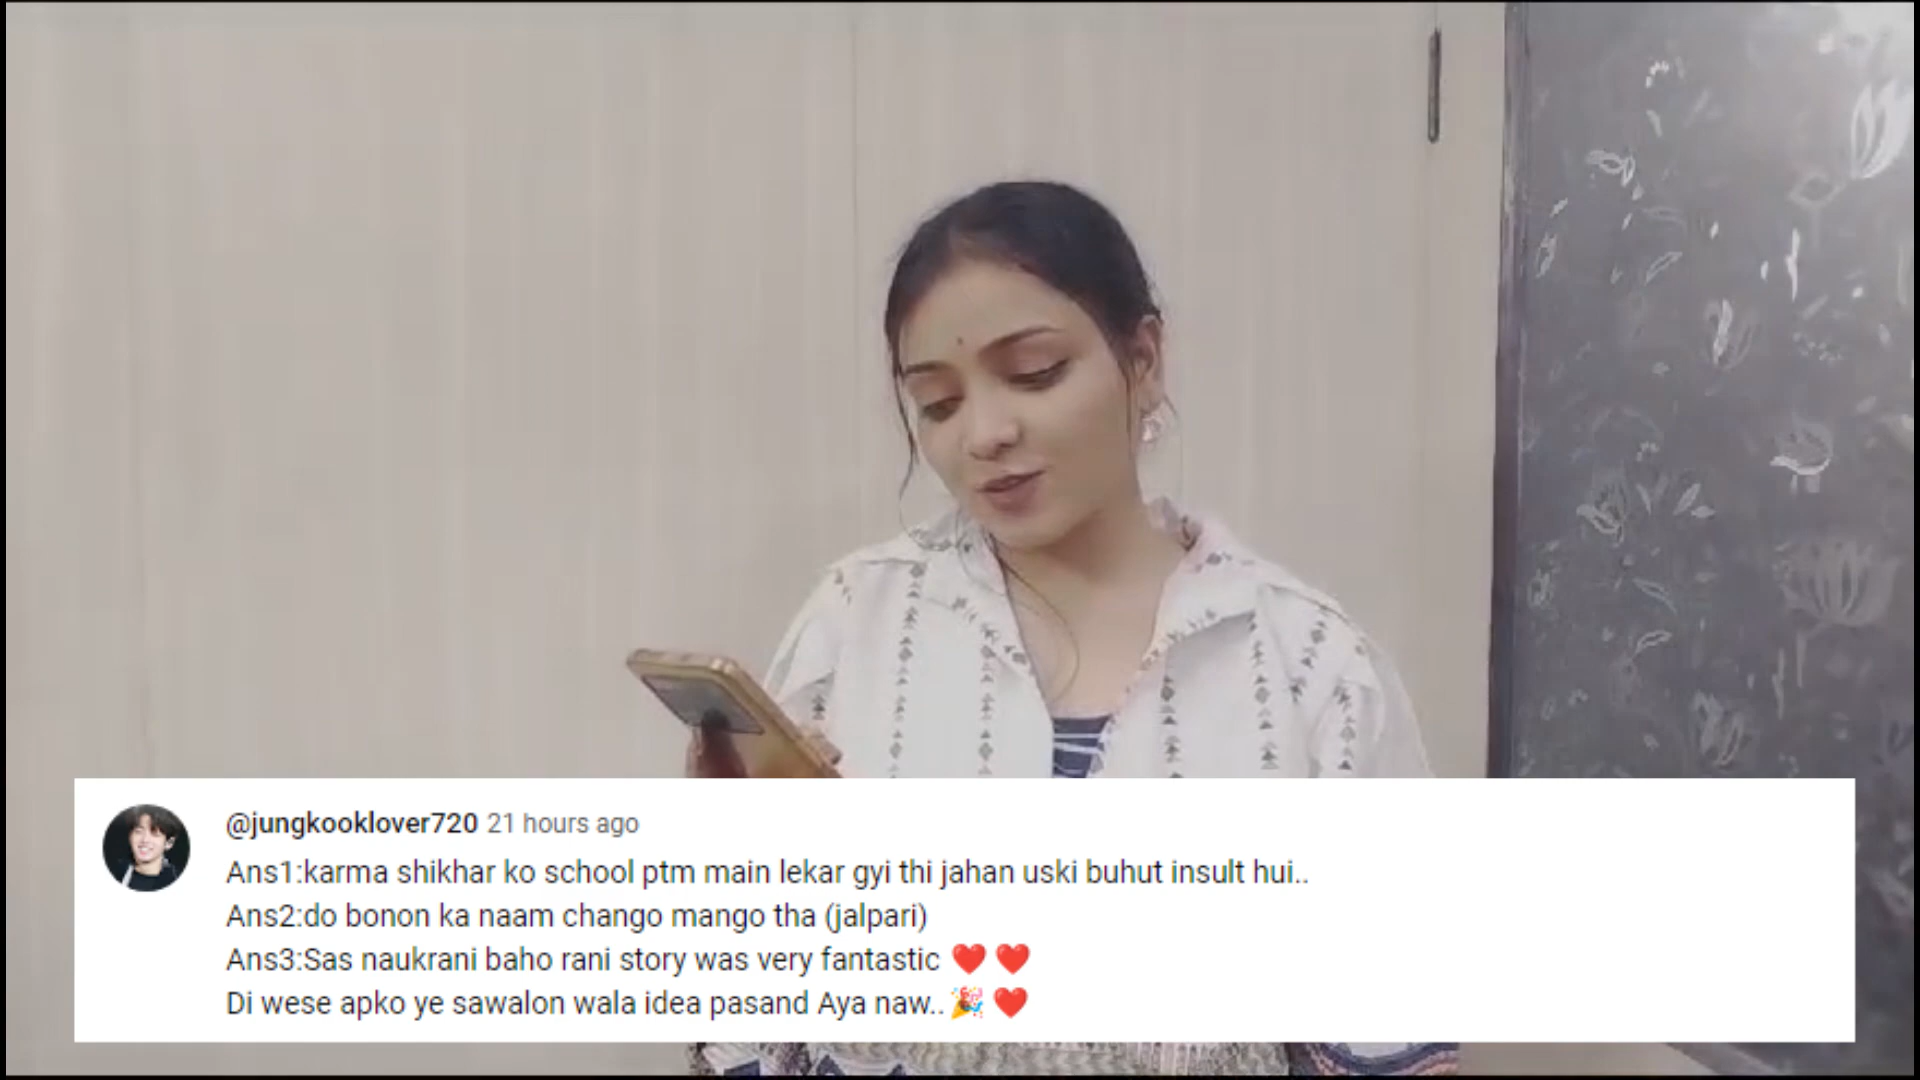 @jungkooklover720 21 hours ago
Ans1:karma shikhar ko school ptm main lekar gyi thi jahan uski buhut insult hui..
Ans2:do bonon ka naam chango mango tha (jalpari)
Ans3:Sas naukrani baho rani story was very fantastic ❤️ ❤️
Di wese apko ye sawalon wala idea pasand Aya naw..🎉 ❤️